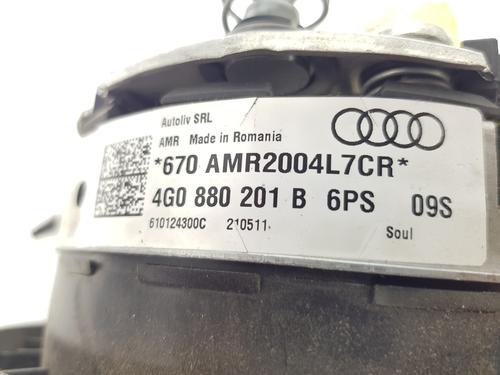 Autoliv SRL
AMR Made in Romania
*670 AMR2004L7CR*
4G0 880 201 B 6PS 09S
610124300C 210511 Soul